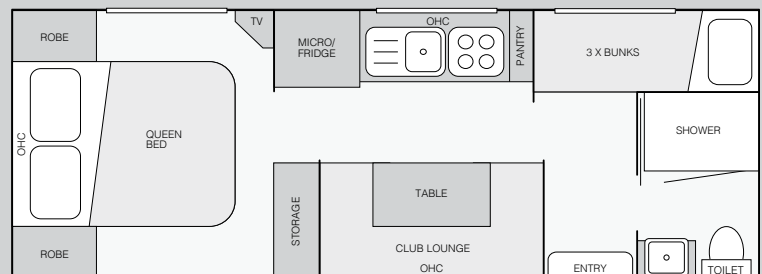 ROBE
TV
MICRO/
FRIDGE
OHC
PANTRY
3 X BUNKS
OHC
QUEEN
BED
SHOWER
TABLE
STORAGE
CLUB LOUNGE
OHC
ROBE
ENTRY
TOILET